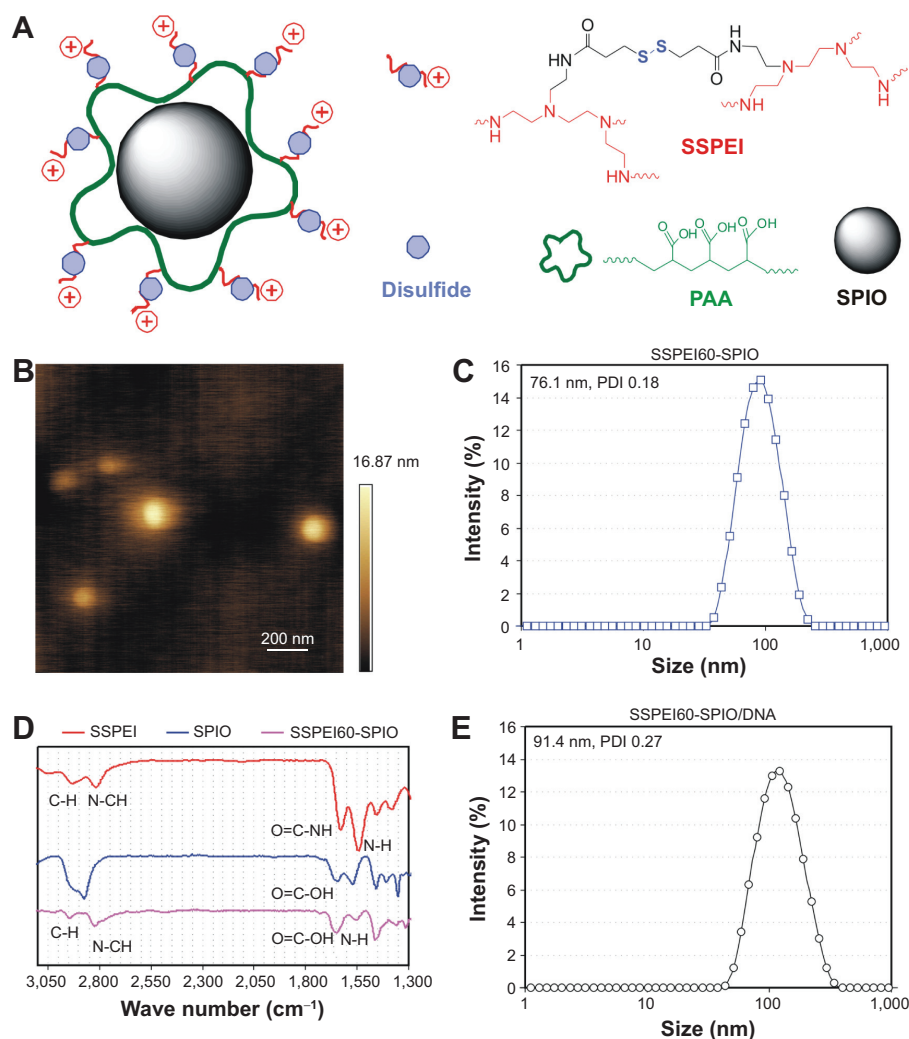 A
⊕ ⊕ ⊕
⊕ ⊕
⊕ ⊕
⊕ ⊕ ⊕
⊕
Disulfide
O
HN
S S
O
H
N
N
N
NH
N
H
N
H
N
N
HN
SSPEI
O OH O OH O OH
PAA
SPIO
B
16.87 nm
200 nm
C
SSPEI60-SPIO
76.1 nm, PDI 0.18
Intensity (%)
16
14
12
10
8
6
4
2
0
1 10 100 1,000
Size (nm)
D
SSPEI SPIO SSPEI60-SPIO
C-H N-CH
O=C-NH
N-H
O=C-OH
C-H
N-CH
O=C-OH N-H
3,050 2,800 2,550 2,300 2,050 1,800 1,550 1,300
Wave number (cm⁻¹)
E
SSPEI60-SPIO/DNA
91.4 nm, PDI 0.27
Intensity (%)
16
14
12
10
8
6
4
2
0
1 10 100 1,000
Size (nm)